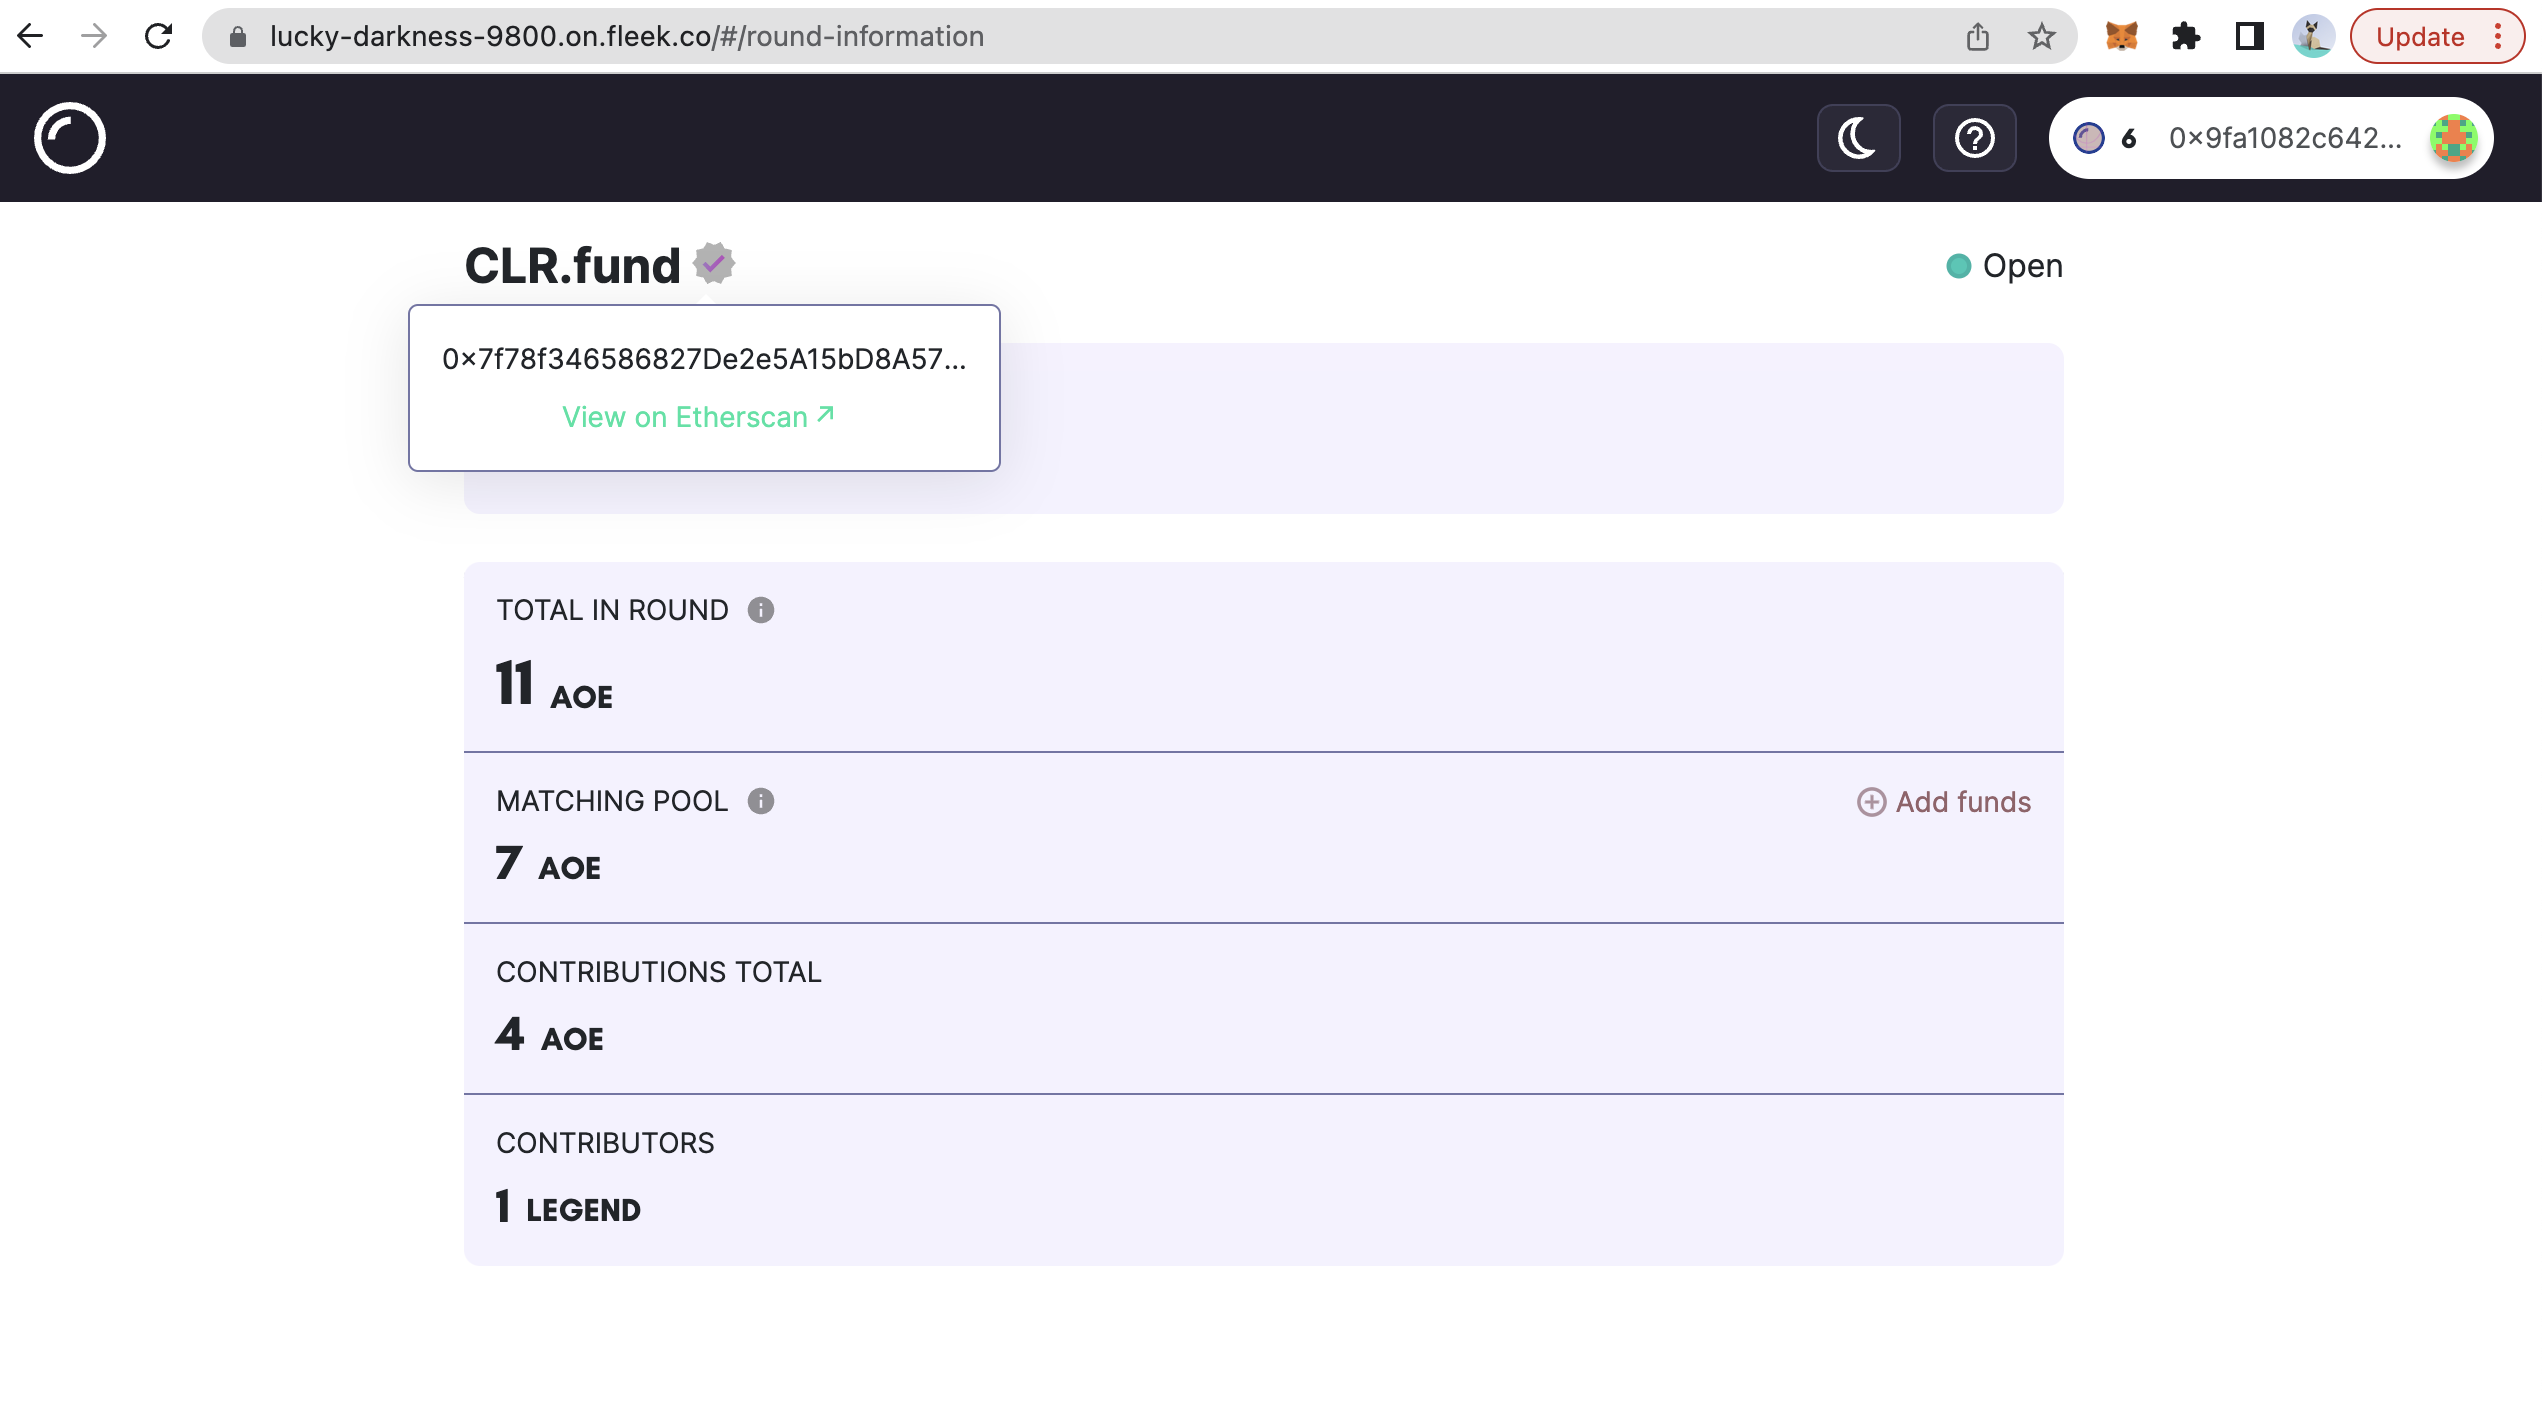 lucky-darkness-9800.on.fleek.co/#/round-information
Update
6 0x9fa1082c642...
CLR.fund
Open
0x7f78f346586827De2e5A15bD8A57...
View on Etherscan ↗
TOTAL IN ROUND
11 AOE
MATCHING POOL
Add funds
7 AOE
CONTRIBUTIONS TOTAL
4 AOE
CONTRIBUTORS
1 LEGEND